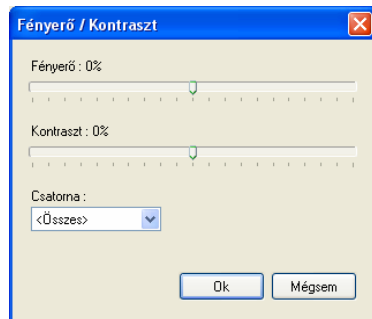 Fényerő / Kontraszt
Fényerő : 0%
Kontraszt : 0%
Csatorna :
<Összes>
Ok
Mégsem